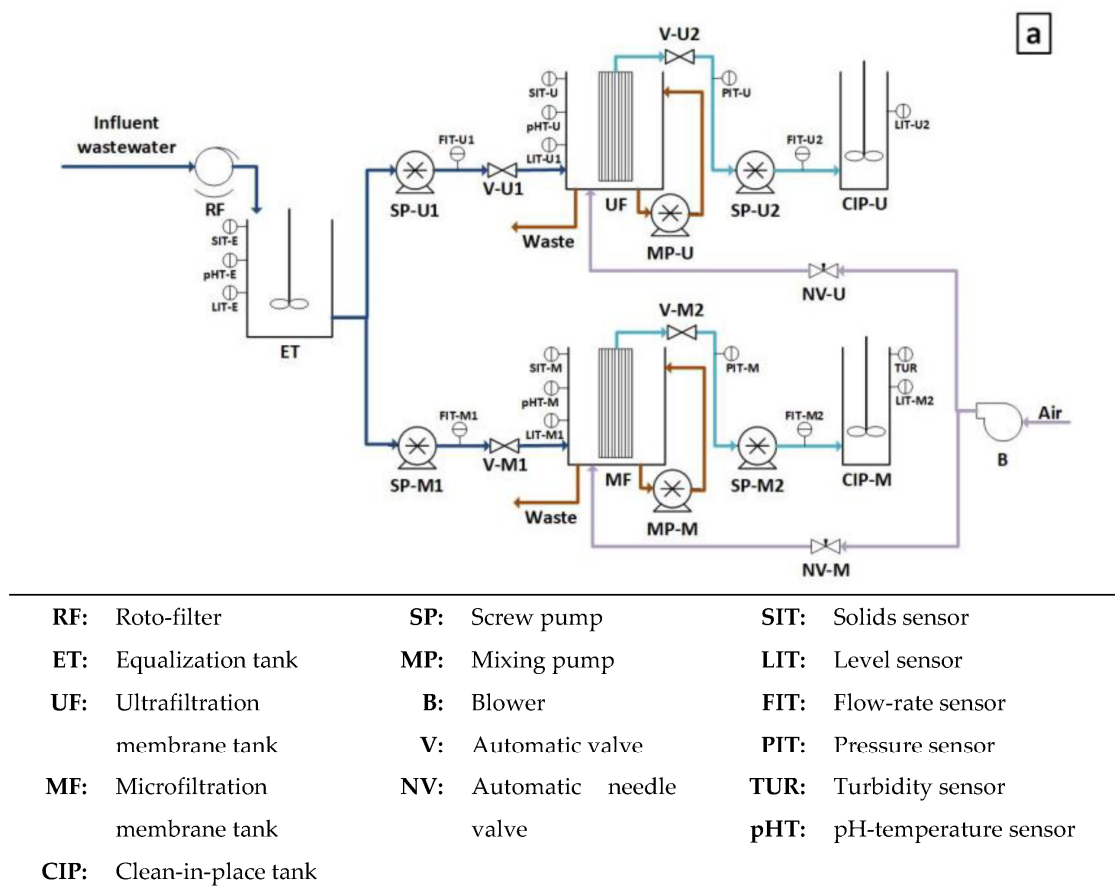 a
V-U2
SIT-U
PIT-U
pHT-U
LIT-U2
Influent
wastewater
FIT-U1
LIT-U1
FIT-U2
V-U1
RF
SP-U1
UF
SP-U2
CIP-U
Waste
MP-U
SIT-E
pHT-E
LIT-E
NV-U
V-M2
ET
SIT-M
PIT-M
TUR
pHT-M
LIT-M2
FIT-M1
LIT-M1
FIT-M2
Air
V-M1
B
SP-M1
MF
SP-M2
CIP-M
Waste
MP-M
NV-M
RF: Roto-filter SP: Screw pump SIT: Solids sensor
ET: Equalization tank MP: Mixing pump LIT: Level sensor
UF: Ultrafiltration B: Blower FIT: Flow-rate sensor
membrane tank V: Automatic valve PIT: Pressure sensor
MF: Microfiltration NV: Automatic needle TUR: Turbidity sensor
membrane tank valve pHT: pH-temperature sensor
CIP: Clean-in-place tank